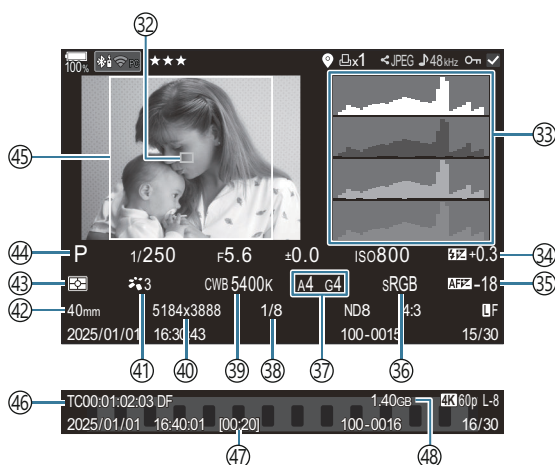 ㉜
100% PC ★★★ x1 JPEG 48kHz
㉝
㊺
㊹ P 1/250 F5.6 ±0.0 ISO800 +0.3 ㉞
㊸ 3 CWB 5400K A4 G4 sRGB AF -18 ㉟
㊷ 40mm 5184x3888 1/8 ND8 4:3 LF
2025/01/01 16:30:43 100-0015 15/30
㊶ ㊵ ㊴ ㊳ ㊲ ㊱
㊻ TC00:01:02:03 DF 1.40GB 4K 60p L-8
2025/01/01 16:40:01 [00:20] 100-0016 16/30
㊼ ㊽